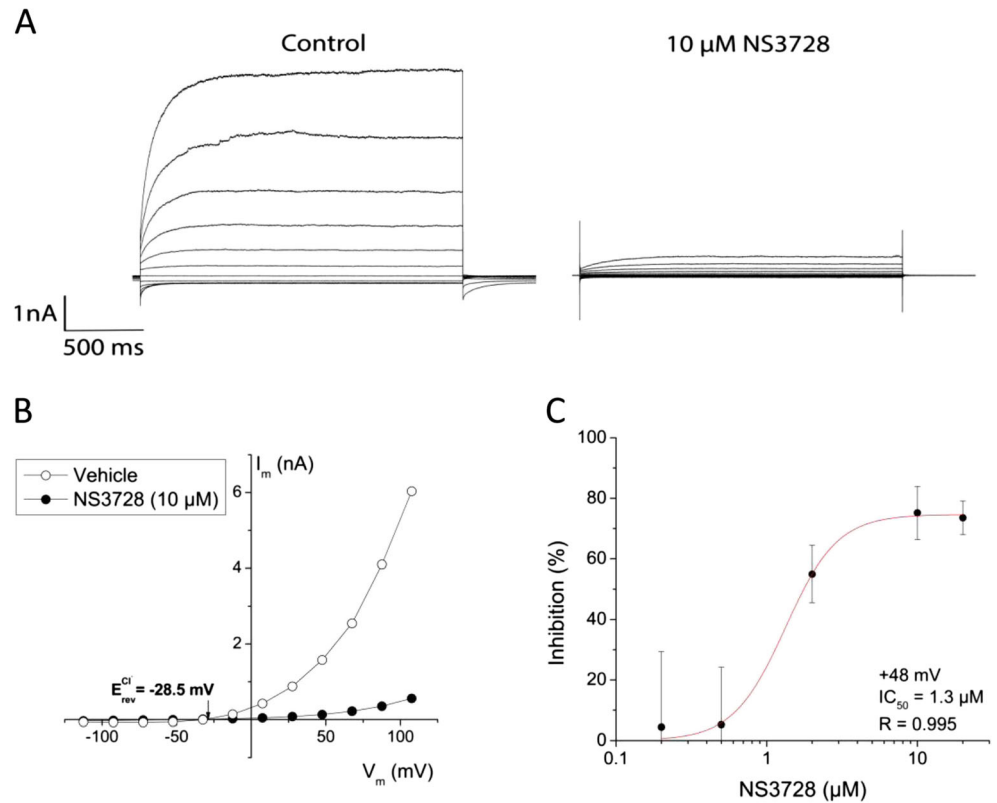 A
Control
10 µM NS3728
1nA
500 ms
B
Vehicle
NS3728 (10 µM)
I_m (nA)
6
4
2
E_rev^Cl = -28.5 mV
-100
-50
50
100
V_m (mV)
C
100
80
60
40
20
0
Inhibition (%)
+48 mV
IC_50 = 1.3 µM
R = 0.995
0.1
1
10
NS3728 (µM)